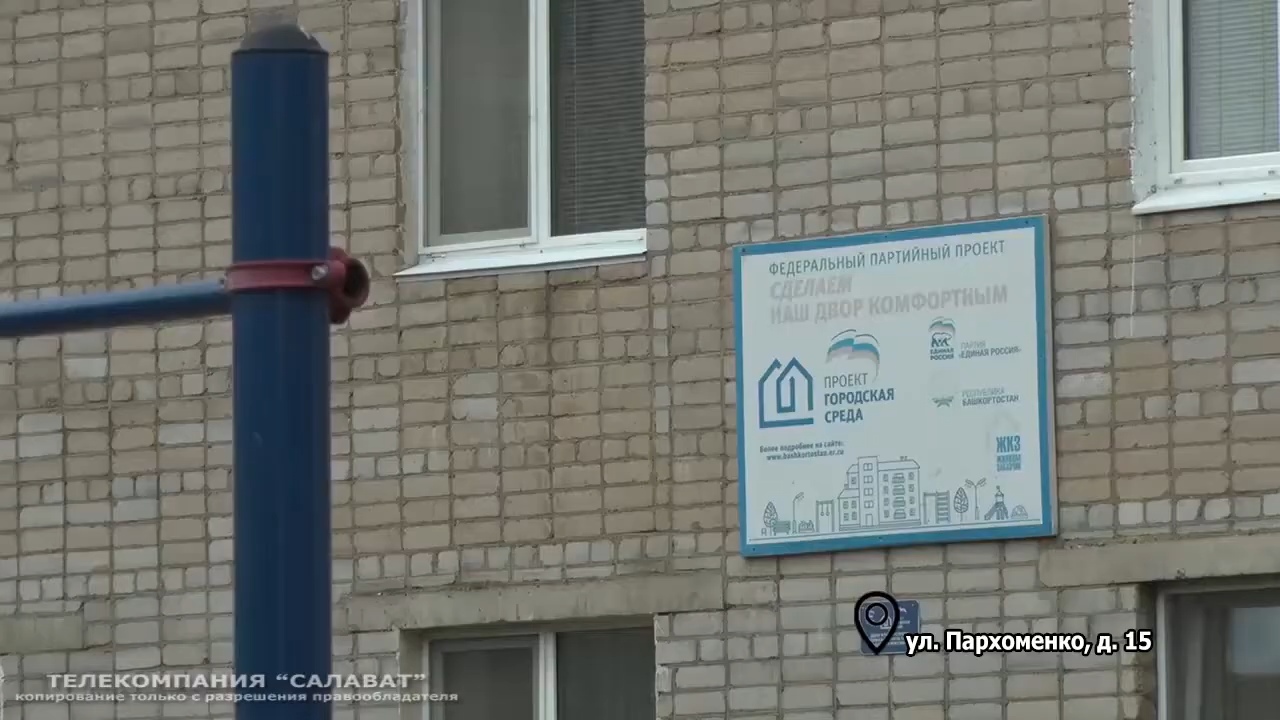 ФЕДЕРАЛЬНЫЙ ПАРТИЙНЫЙ ПРОЕКТ
СДЕЛАЕМ
НАШ ДВОР КОМФОРТНЫМ
ЕДИНАЯ
РОССИЯ
ПАРТИЯ
«ЕДИНАЯ РОССИЯ»
ПРОЕКТ
ГОРОДСКАЯ
СРЕДА
РЕСПУБЛИКА
БАШКОРТОСТАН
Более подробнее на сайте:
www.bashkortostan.er.ru
ЖКЗ
ул. Пархоменко, д. 15
ТЕЛЕКОМПАНИЯ “САЛАВАТ”
копирование только с разрешения правообладателя